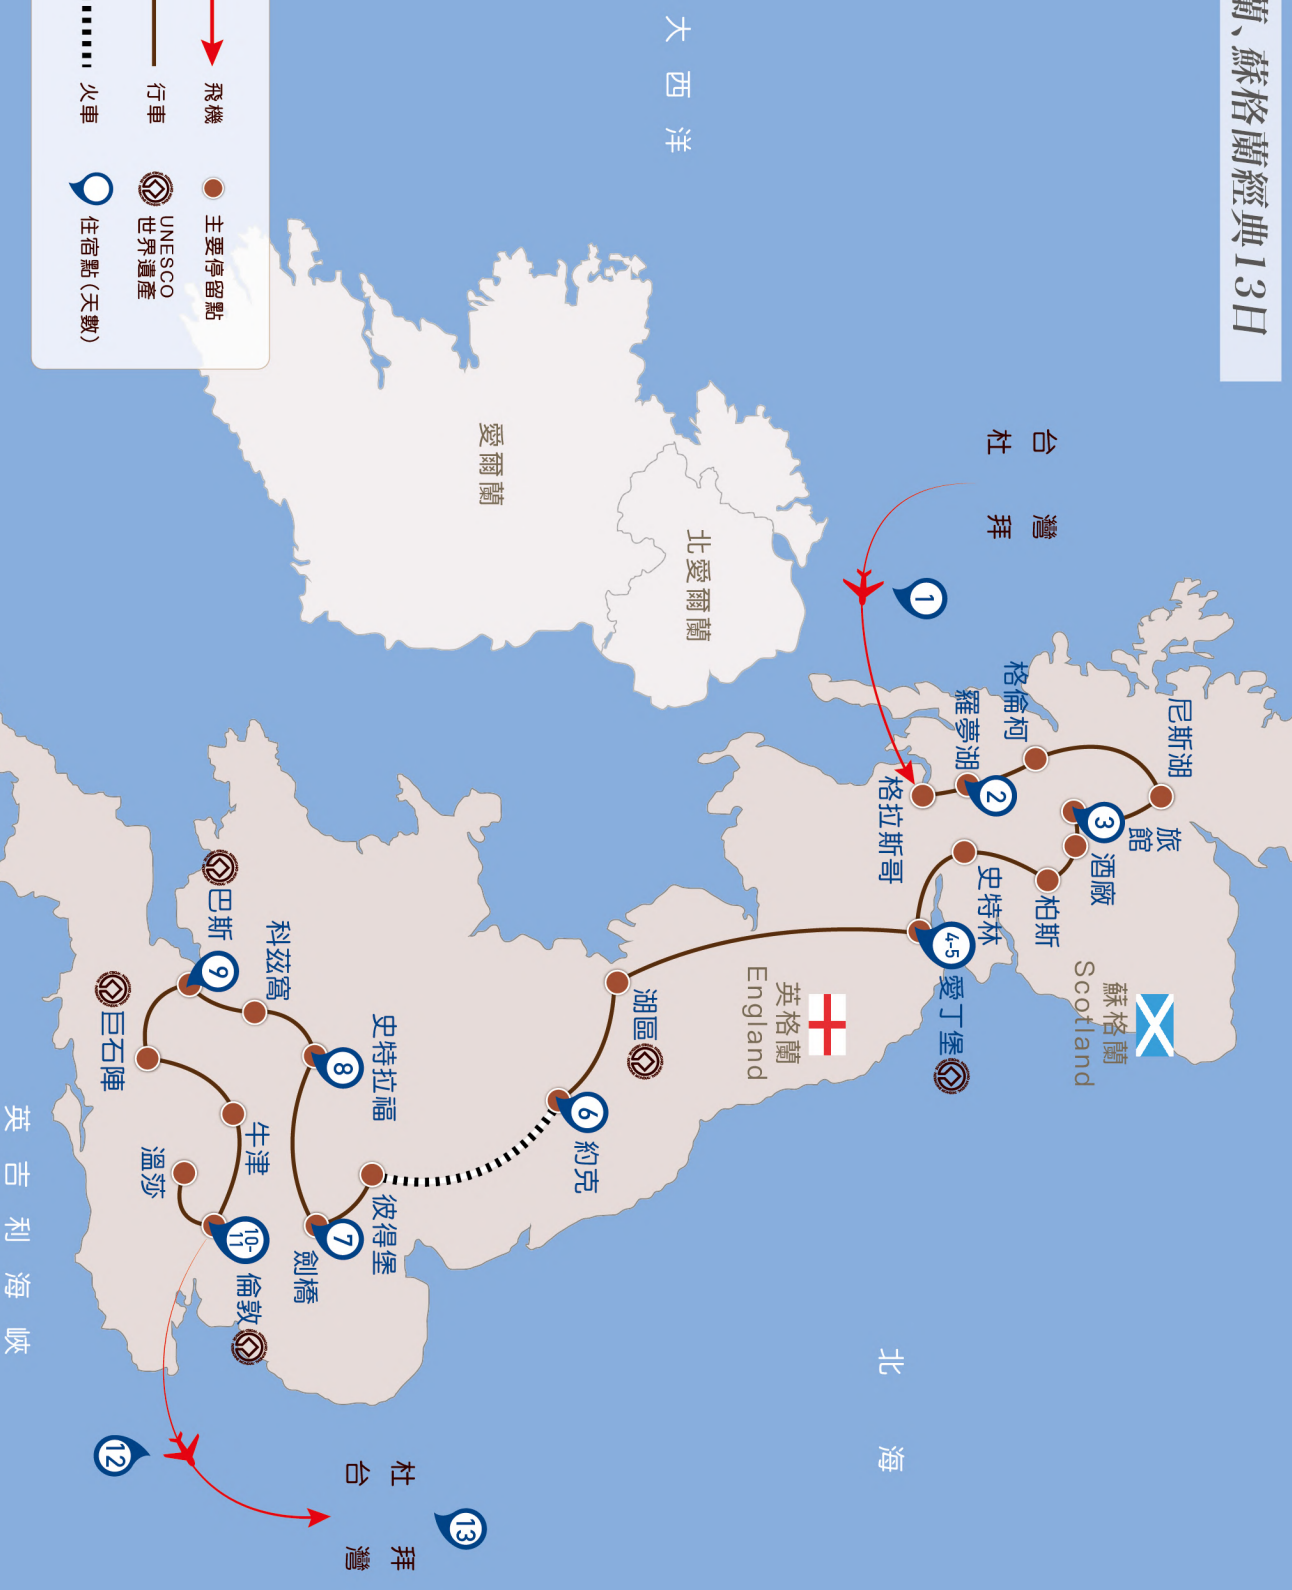 蘭、蘇格蘭經典13日
台灣
杜拜
1
尼斯湖
格倫柯
羅夢湖
2
格拉斯哥
旅館
3
酒廠
柏斯
史特林
4-5
愛丁堡
蘇格蘭
Scotland
英格蘭
England
大西洋
北愛爾蘭
愛爾蘭
湖區
6
約克
彼得堡
7
劍橋
史特拉福
8
科茲窩
巴斯
9
巨石陣
牛津
溫莎
10-11
倫敦
北海
杜拜
台灣
12
13
英吉利海峽
飛機
主要停留點
行車
UNESCO
世界遺產
火車
住宿點(天數)